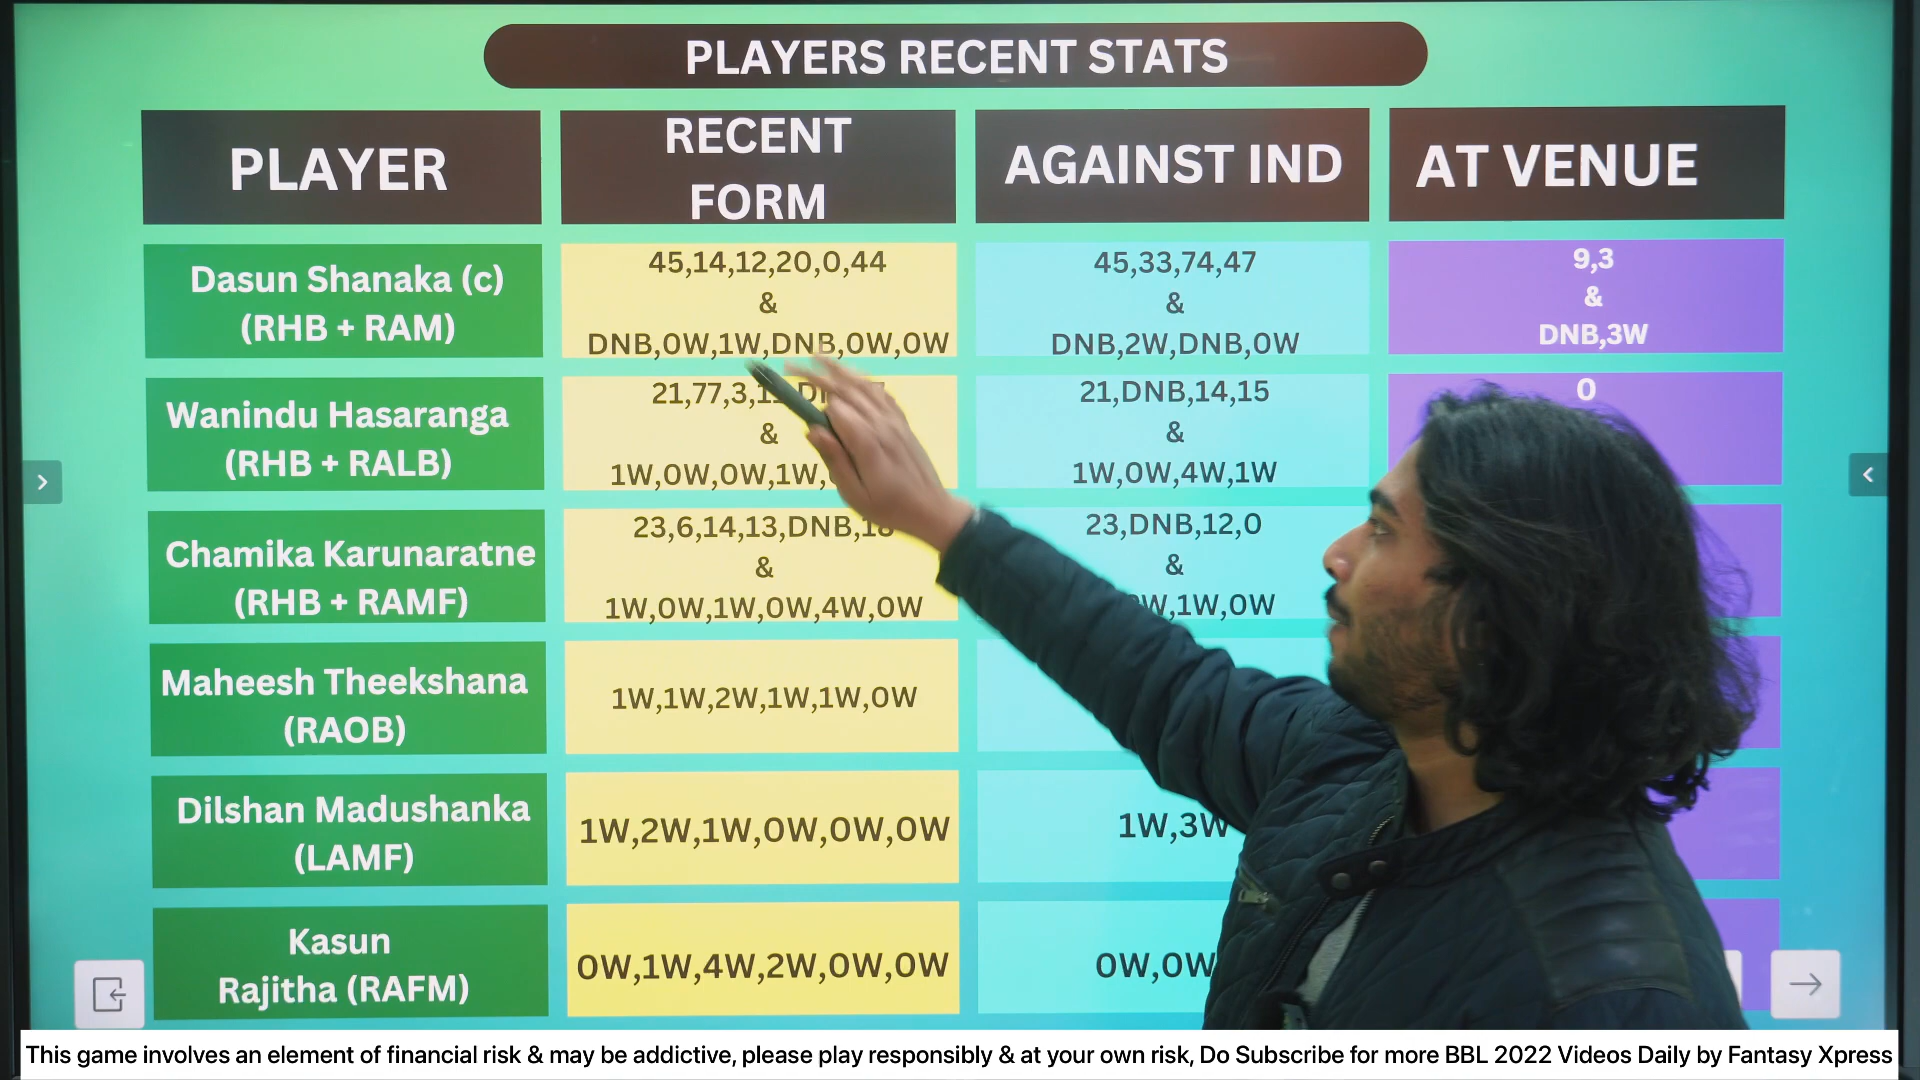 PLAYERS RECENT STATS
PLAYER
RECENT
FORM
AGAINST IND
AT VENUE
Dasun Shanaka (c)
(RHB + RAM)
45,14,12,20,0,44
&
DNB,0W,1W,DNB,0W,0W
45,33,74,47
&
DNB,2W,DNB,0W
9,3
&
DNB,3W
Wanindu Hasaranga
(RHB + RALB)
21,77,3,
&
1W,0W,0W,1W,
21,DNB,14,15
&
1W,0W,4W,1W
0
Chamika Karunaratne
(RHB + RAMF)
23,6,14,13,DNB,
&
1W,0W,1W,0W,4W,0W
23,DNB,12,0
&
1W,0W
Maheesh Theekshana
(RAOB)
1W,1W,2W,1W,1W,0W
Dilshan Madushanka
(LAMF)
1W,2W,1W,0W,0W,0W
1W,3W
Kasun
Rajitha (RAFM)
0W,1W,4W,2W,0W,0W
0W,0W
This game involves an element of financial risk & may be addictive, please play responsibly & at your own risk, Do Subscribe for more BBL 2022 Videos Daily by Fantasy Xpress